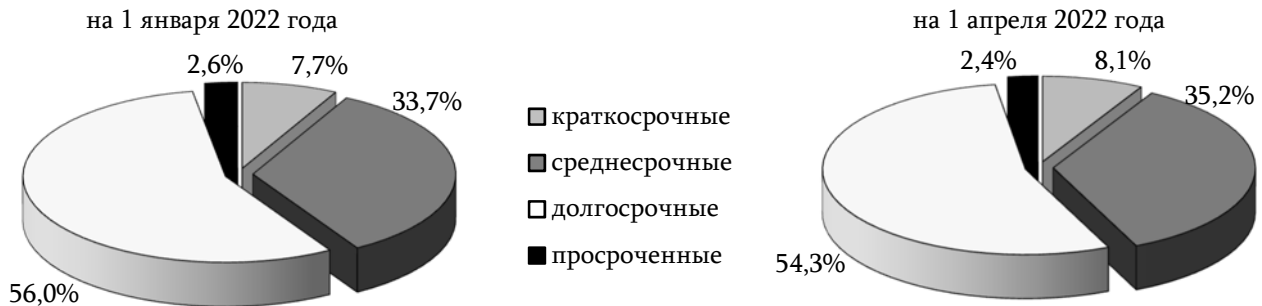 на 1 января 2022 года
2,6%
7,7%
33,7%
56,0%
краткосрочные
среднесрочные
долгосрочные
просроченные
на 1 апреля 2022 года
2,4%
8,1%
35,2%
54,3%